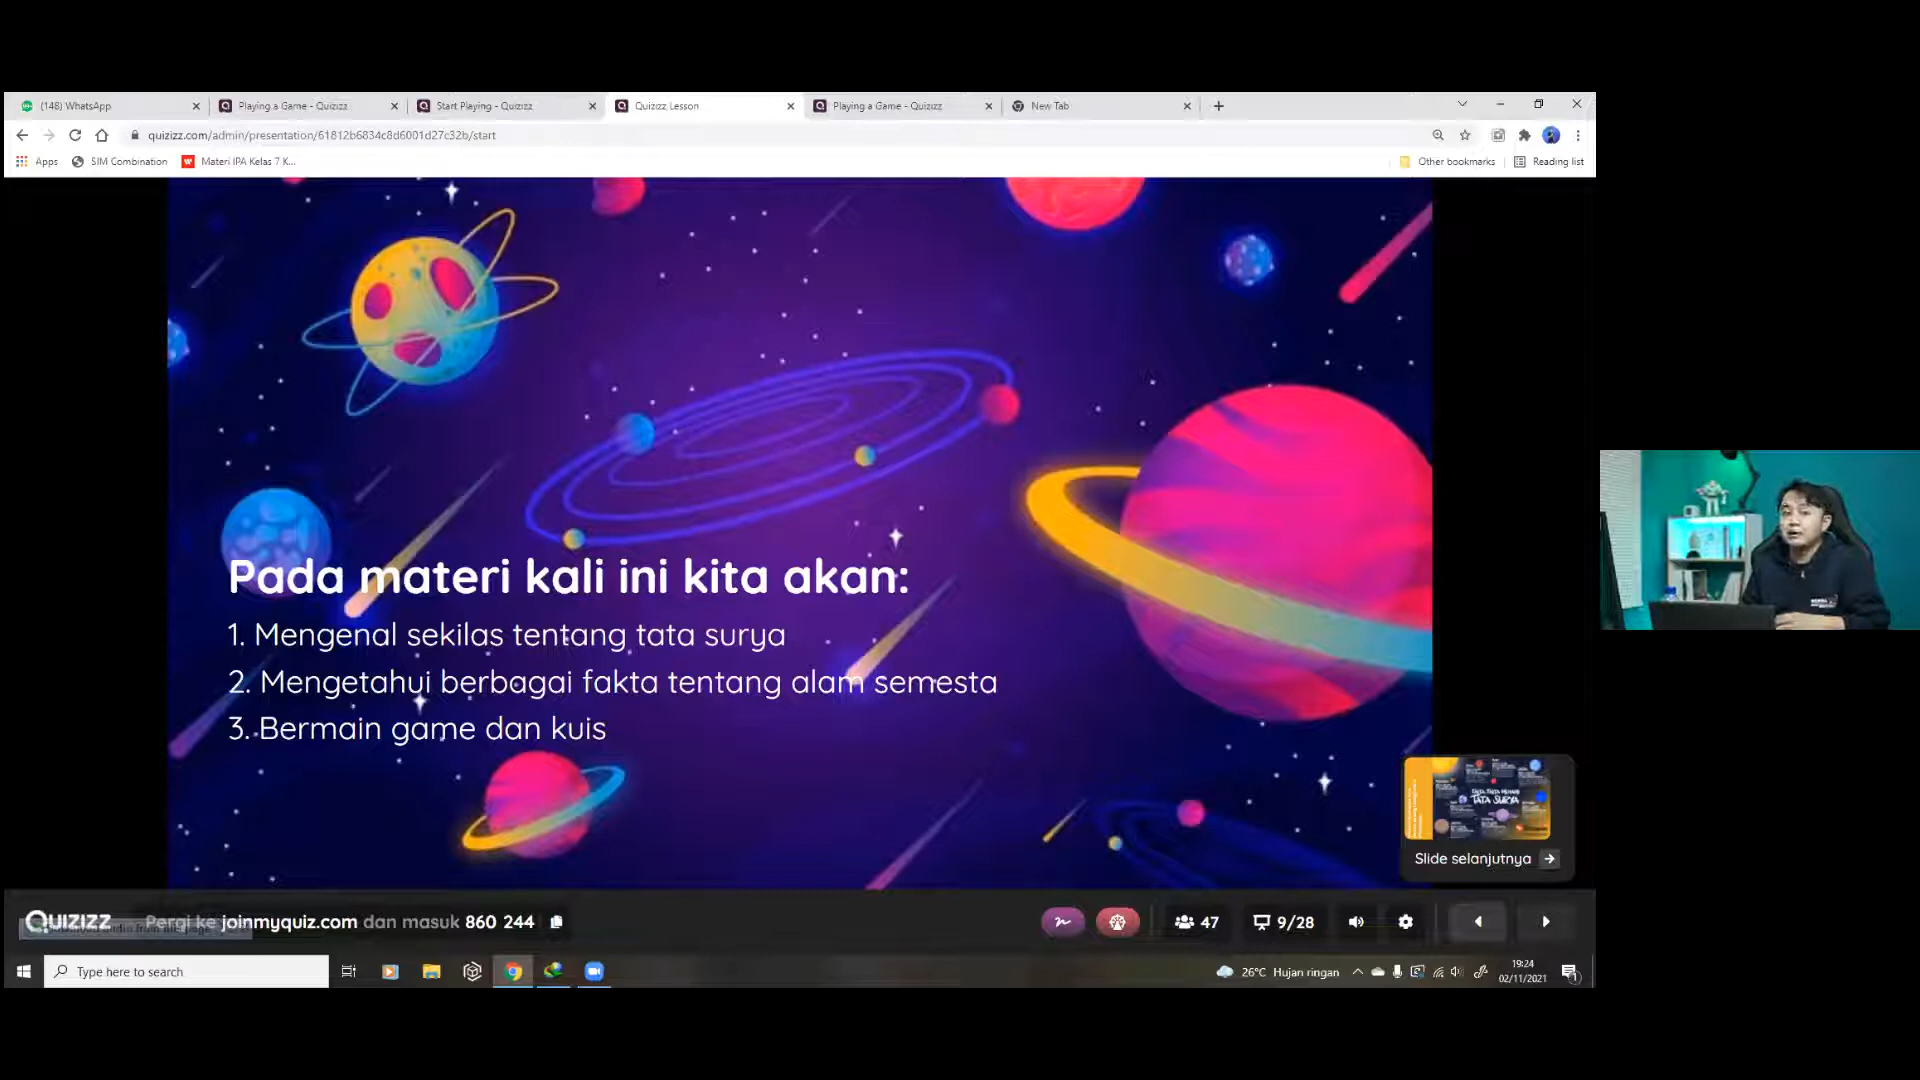 (148) WhatsApp
Playing a Game - Quizizz
Start Playing - Quizizz
Quizizz Lesson
Playing a Game - Quizizz
New Tab
quizizz.com/admin/presentation/61812b6834c8d6001d27c32b/start
Apps
SIM Combination
Materi IPA Kelas 7 K...
Other bookmarks
Reading list
Pada materi kali ini kita akan:
1. Mengenal sekilas tentang tata surya
2. Mengetahui berbagai fakta tentang alam semesta
3. Bermain game dan kuis
TATA SURYA
Slide selanjutnya
QUIZIZZ
Pergi ke joinmyquiz.com dan masuk 860 244
47
9/28
Type here to search
26°C Hujan ringan
19:24
02/11/2021
1